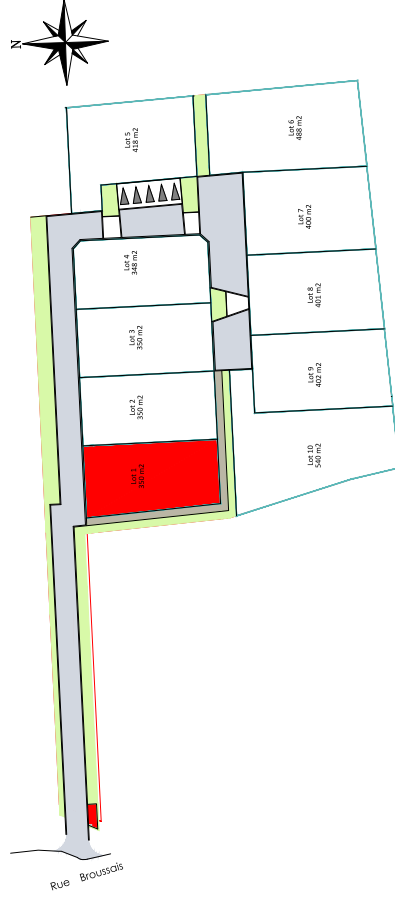 N
Lot 5
418 m2
Lot 6
488 m2
Lot 7
400 m2
Lot 4
348 m2
Lot 8
401 m2
Lot 3
350 m2
Lot 9
402 m2
Lot 2
350 m2
Lot 10
540 m2
Lot 1
350 m2
Rue Broussais